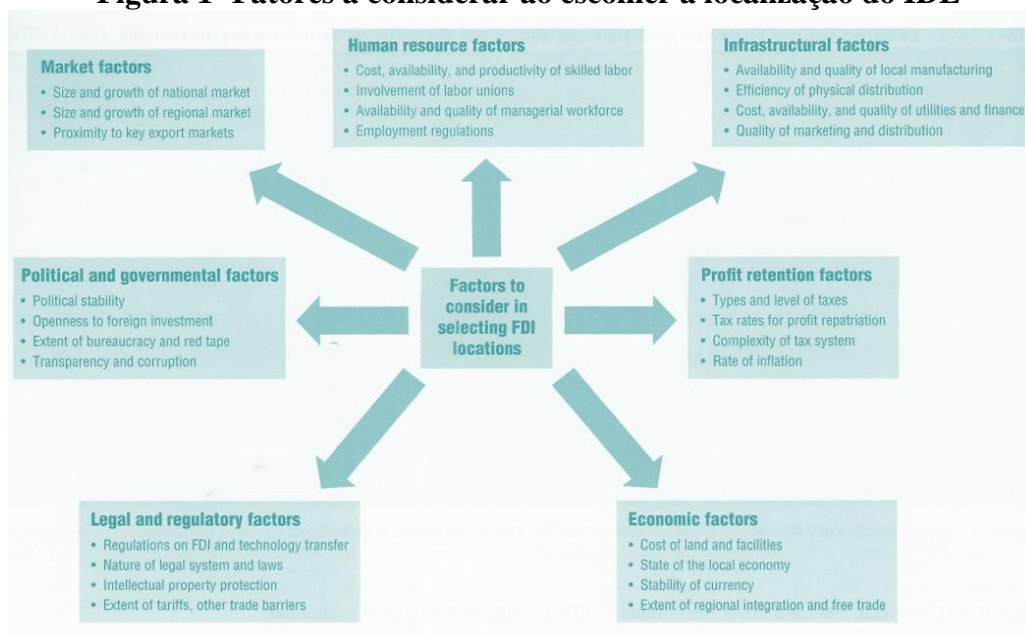 Figura 1- Fatores a considerar ao escolher a localização do IDE
Market factors
• Size and growth of national market
• Size and growth of regional market
• Proximity to key export markets
Human resource factors
• Cost, availability, and productivity of skilled labor
• Involvement of labor unions
• Availability and quality of managerial workforce
• Employment regulations
Infrastructural factors
• Availability and quality of local manufacturing
• Efficiency of physical distribution
• Cost, availability, and quality of utilities and finance
• Quality of marketing and distribution
Political and governmental factors
• Political stability
• Openness to foreign investment
• Extent of bureaucracy and red tape
• Transparency and corruption
Factors to
consider in
selecting FDI
locations
Profit retention factors
• Types and level of taxes
• Tax rates for profit repatriation
• Complexity of tax system
• Rate of inflation
Legal and regulatory factors
• Regulations on FDI and technology transfer
• Nature of legal system and laws
• Intellectual property protection
• Extent of tariffs, other trade barriers
Economic factors
• Cost of land and facilities
• State of the local economy
• Stability of currency
• Extent of regional integration and free trade